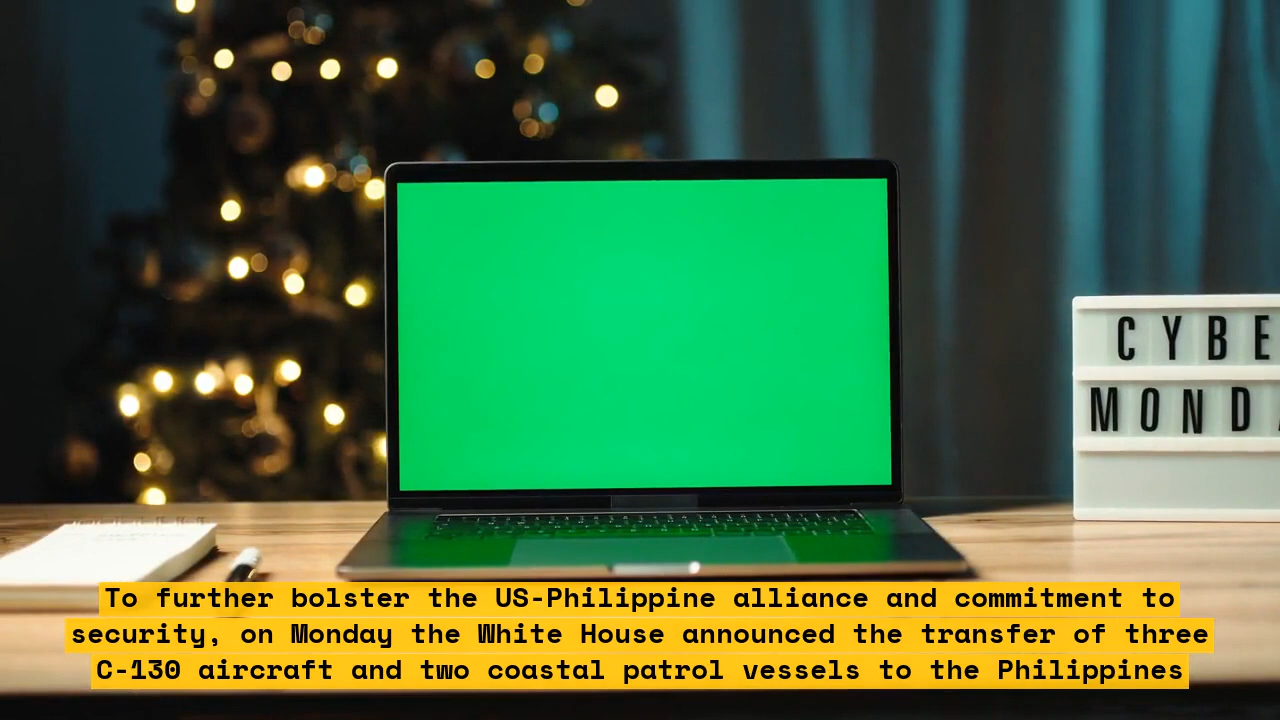 CYBE
MOND
To further bolster the US-Philippine alliance and commitment to
security, on Monday the White House announced the transfer of three
C-130 aircraft and two coastal patrol vessels to the Philippines